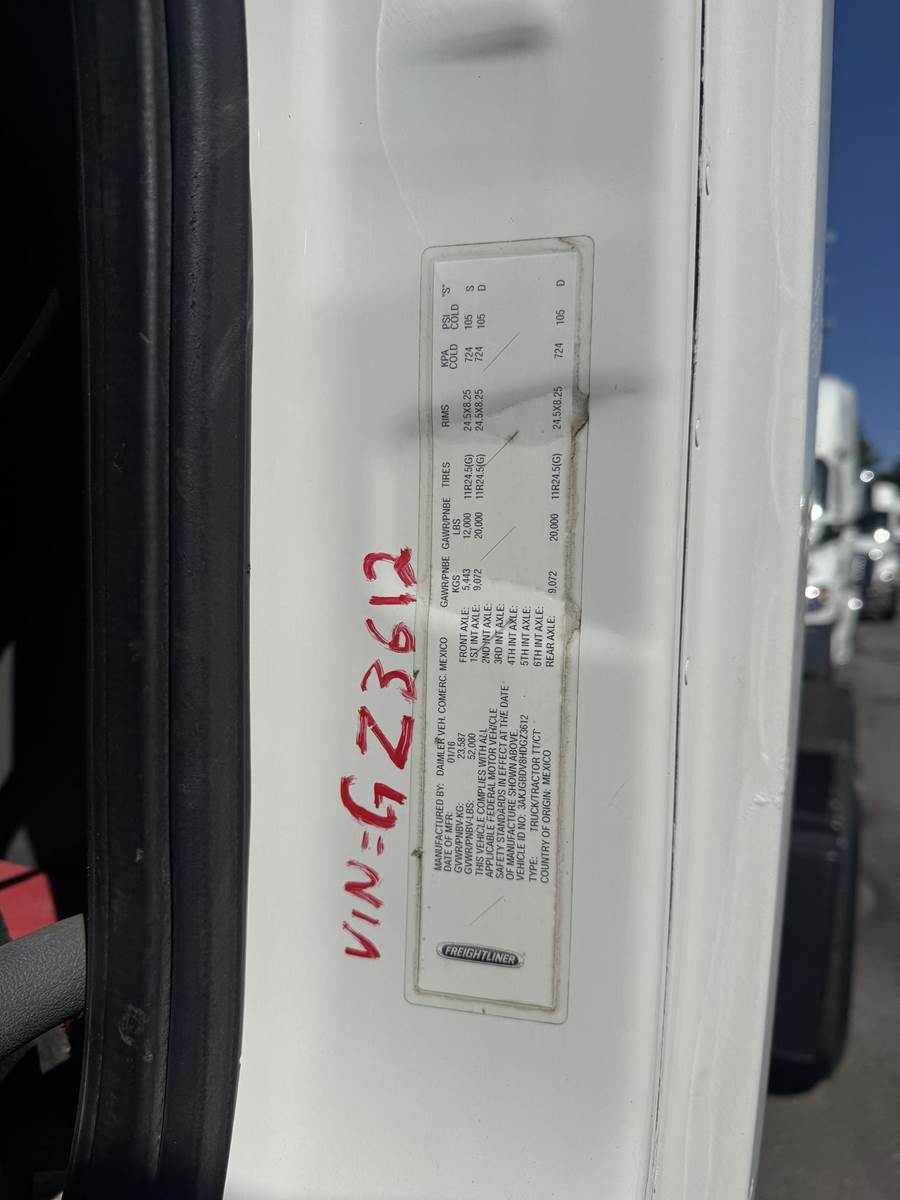 VIN=GZ3612
FREIGHTLINER
MANUFACTURED BY: DAIMLER VEH. COMERC. MEXICO
DATE OF MFR: 01/16
GVWR/PNBV-KG: 23,587
GVWR/PNBV-LBS: 52,000
THIS VEHICLE COMPLIES WITH ALL
APPLICABLE FEDERAL MOTOR VEHICLE
SAFETY STANDARDS IN EFFECT AT THE DATE
OF MANUFACTURE SHOWN ABOVE.
VEHICLE ID NO: 3AKJGBDV8HDGZ3612
TYPE: TRUCK/TRACTOR TT/CT
COUNTRY OF ORIGIN: MEXICO
GAWR/PNBE GAWR/PNBE TIRES RIMS KPA PSI "S"
KGS LBS COLD COLD
FRONT AXLE: 5,443 12,000 11R24.5(G) 24.5X8.25 724 105 S
1ST INT AXLE: 9,072 20,000 11R24.5(G) 24.5X8.25 724 105 D
2ND INT AXLE:
3RD INT AXLE:
4TH INT AXLE:
5TH INT AXLE:
6TH INT AXLE:
REAR AXLE: 9,072 20,000 11R24.5(G) 24.5X8.25 724 105 D